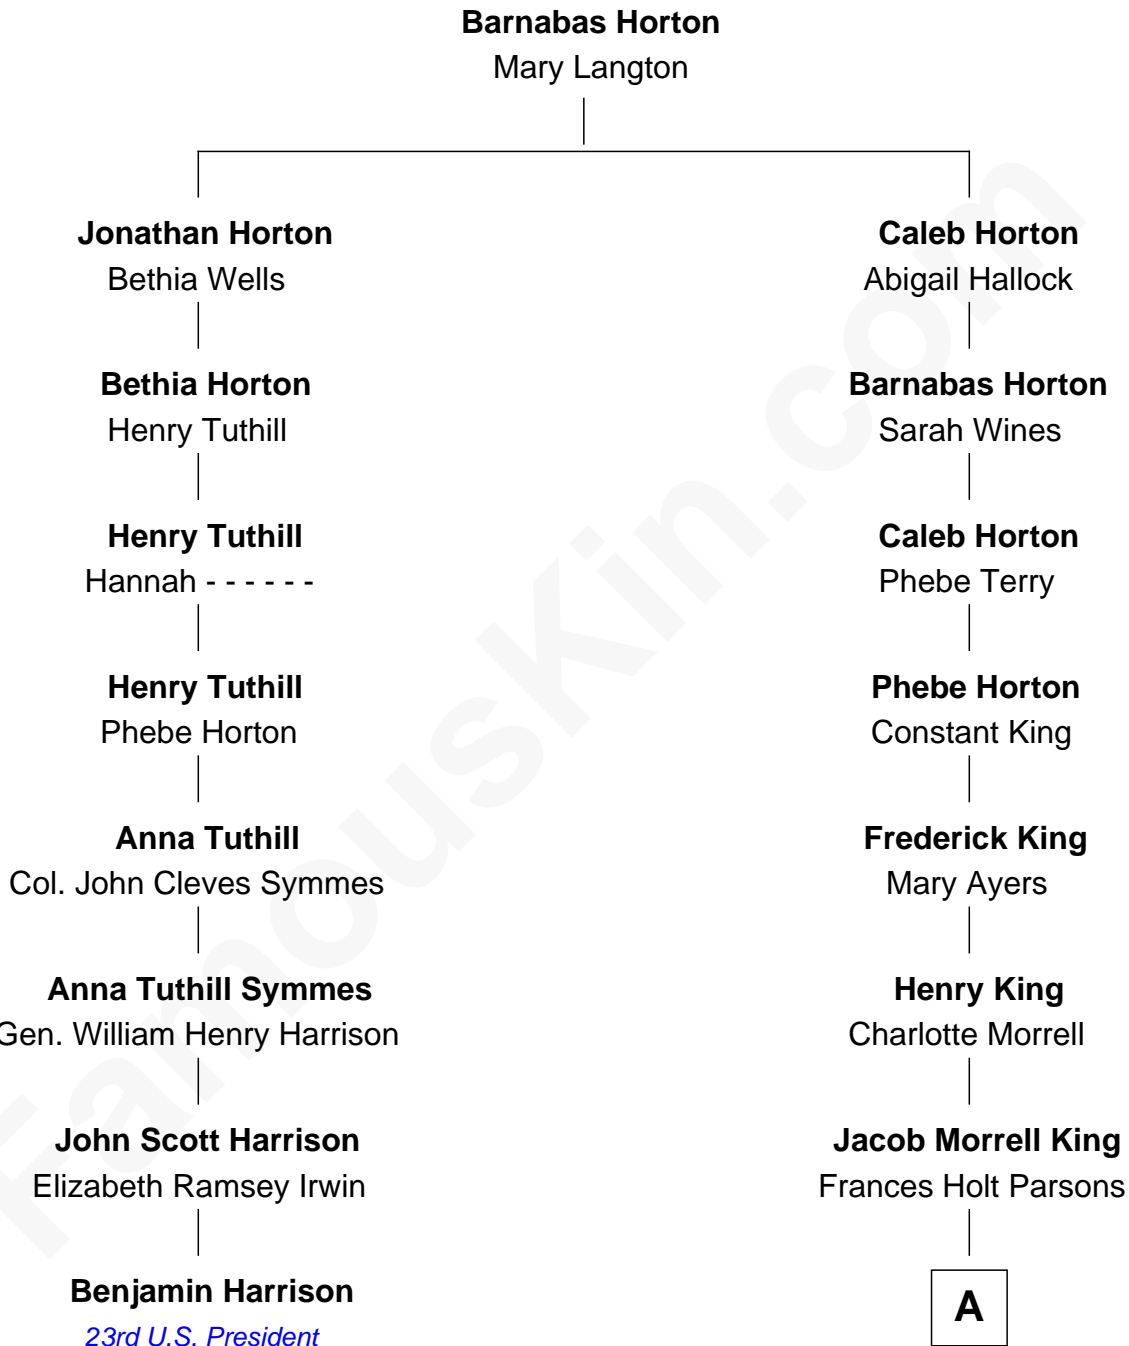 Barnabas Horton
Mary Langton
Jonathan Horton
Bethia Wells
Bethia Horton
Henry Tuthill
Henry Tuthill
Hannah - - - - - -
Henry Tuthill
Phebe Horton
Anna Tuthill
Col. John Cleves Symmes
Anna Tuthill Symmes
Gen. William Henry Harrison
John Scott Harrison
Elizabeth Ramsey Irwin
Benjamin Harrison
23rd U.S. President
Caleb Horton
Abigail Hallock
Barnabas Horton
Sarah Wines
Caleb Horton
Phebe Terry
Phebe Horton
Constant King
Frederick King
Mary Ayers
Henry King
Charlotte Morrell
Jacob Morrell King
Frances Holt Parsons
A
FamousKin.com